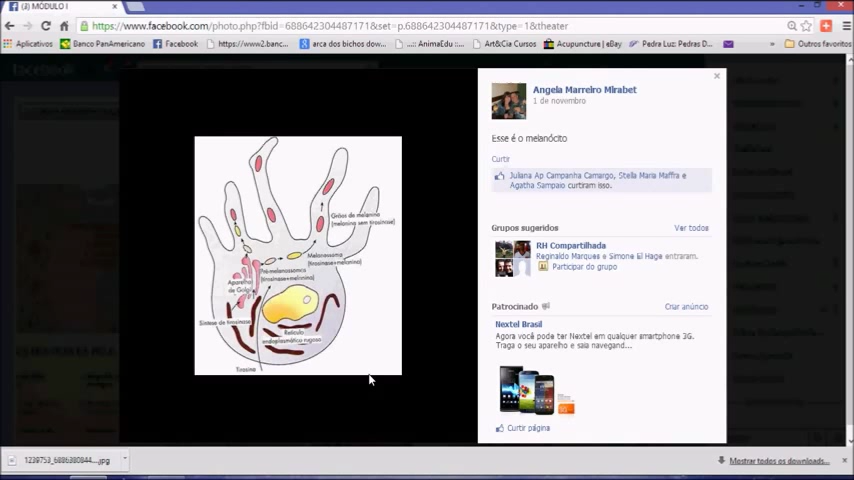 (3) MÓDULO I
https://www.facebook.com/photo.php?fbid=688642304487171&set=p.688642304487171&type=1&theater
Aplicativos Banco PanAmericano Facebook https://www2.banc... arca dos bichos dow... ...:: AnimaEdu ::.... Art&Cia Cursos Acupuncture | eBay Pedra Luz: Pedras D... » Outros favoritos
facebook
Angela Marreiro Mirabet
1 de novembro
Esse é o melanócito
Curtir
Juliana Ap Campanha Camargo, Stella Maria Maffra e
Agatha Sampaio curtiram isso.
Grupos sugeridos Ver todos
RH Compartilhada
Reginaldo Marques e Simone El Hage entraram.
Participar do grupo
Patrocinado Criar anúncio
Nextel Brasil
Agora você pode ter Nextel em qualquer smartphone 3G.
Traga o seu aparelho e saia navegand...
Curtir página
Grãos de melanina
(melanina sem tirosinase)
Melanossoma
(tirosinase+melanina)
Pré-melanossoma
(tirosinase+melanina)
Aparelho
de Golgi
Síntese de tirosinase
Retículo
endoplasmático rugoso
Tirosina
1239753_6886380844....jpg
Mostrar todos os downloads...